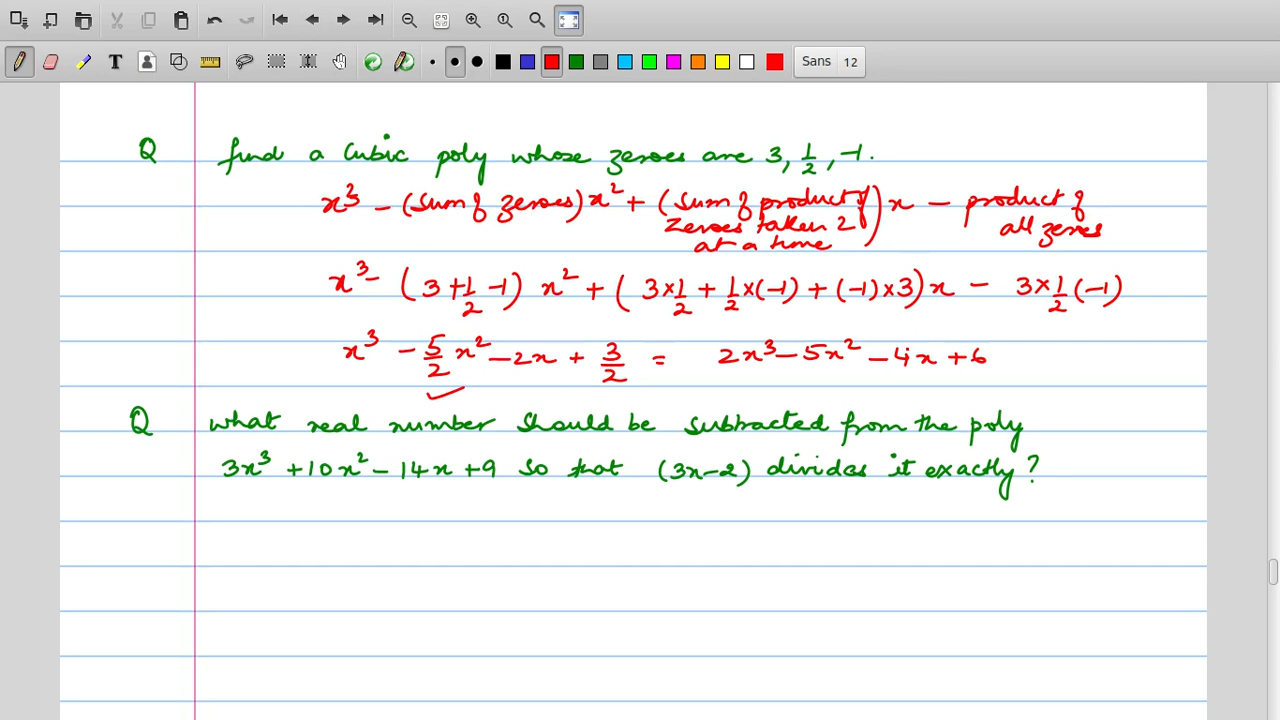 Sans 12
Q find a cubic poly whose zeroes are 3, 1/2, -1.
x³ - (Sum of zeroes)x² + (Sum of product of zeroes taken 2 at a time)x - product of all zeroes
x³ - (3+1/2-1) x² + (3×1/2 + 1/2×(-1) + (-1)×3)x - 3×1/2(-1)
x³ - 5/2x² - 2x + 3/2 = 2x³ - 5x² - 4x + 6
Q what real number should be subtracted from the poly
3x³ + 10x² - 14x + 9 so that (3x-2) divides it exactly?